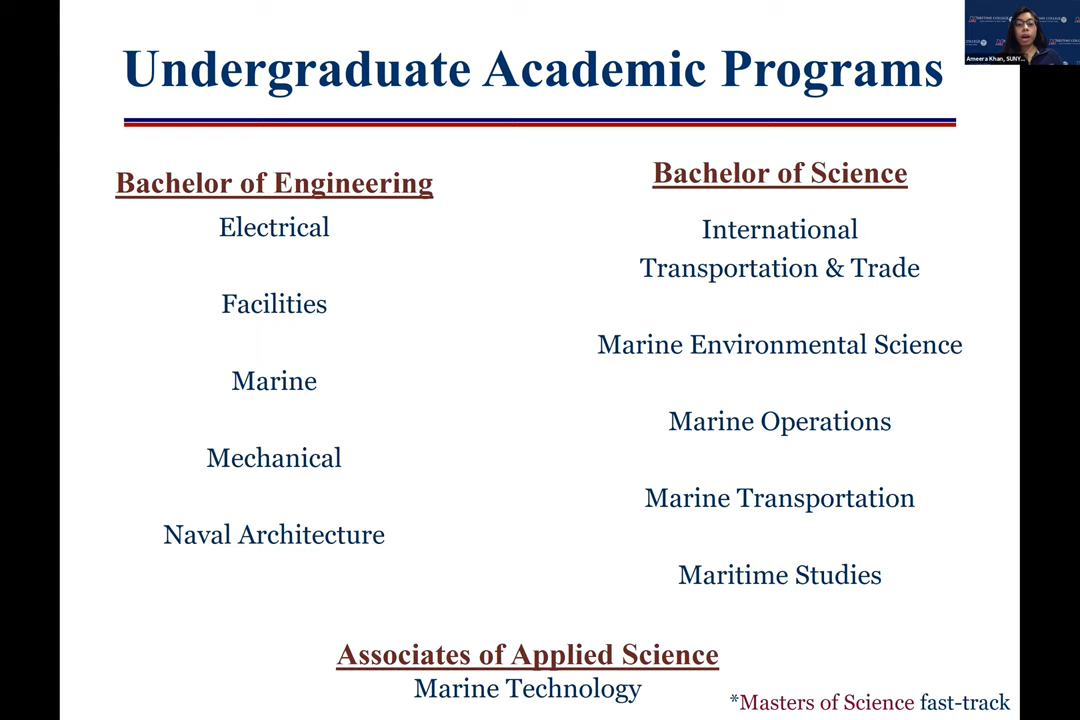 Undergraduate Academic Programs
Bachelor of Engineering
Electrical
Facilities
Marine
Mechanical
Naval Architecture
Bachelor of Science
International
Transportation & Trade
Marine Environmental Science
Marine Operations
Marine Transportation
Maritime Studies
Associates of Applied Science
Marine Technology
*Masters of Science fast-track
Ameera Khan, SUNY...